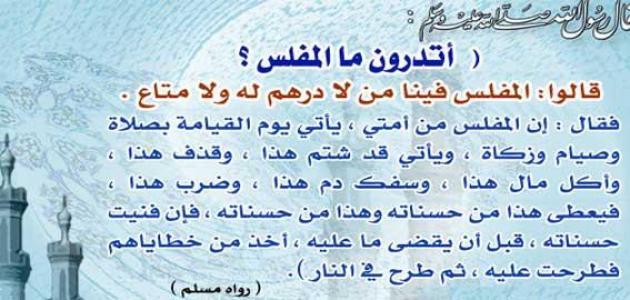 قال رسول الله صلى الله عليه وسلم :
( أتدرون ما المفلس ؟
قالوا: المفلس فينا من لا درهم له ولا متاع .
فقال : إن المفلس من أمتي ، يأتي يوم القيامة بصلاة
وصيام وزكاة ، ويأتي قد شتم هذا ، وقذف هذا ،
وأكل مال هذا ، وسفك دم هذا ، وضرب هذا ،
فيعطى هذا من حسناته وهذا من حسناته ، فإن فنيت
حسناته ، قبل أن يقضى ما عليه ، أخذ من خطاياهم
فطرحت عليه ، ثم طرح في النار ).
( رواه مسلم )